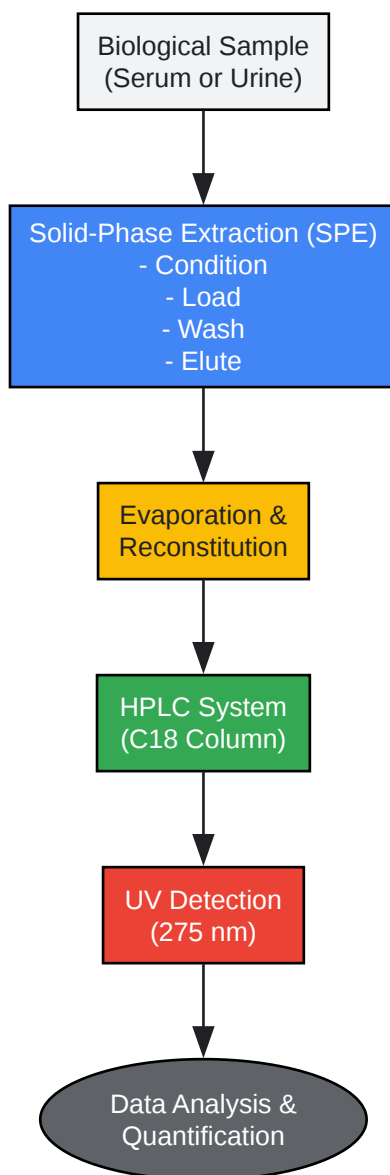 Biological Sample
(Serum or Urine)
Solid-Phase Extraction (SPE)
- Condition
- Load
- Wash
- Elute
Evaporation &
Reconstitution
HPLC System
(C18 Column)
UV Detection
(275 nm)
Data Analysis &
Quantification